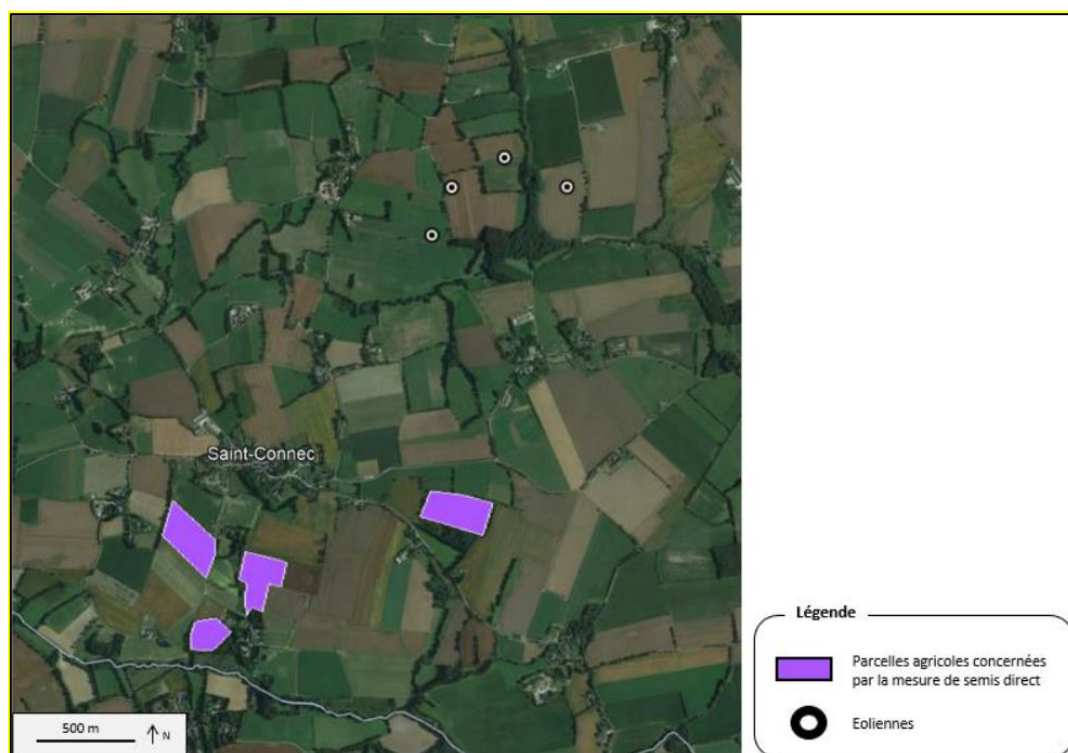 Saint-Connec
500 m
N
Légende
Parcelles agricoles concernées
par la mesure de semis direct
Eoliennes